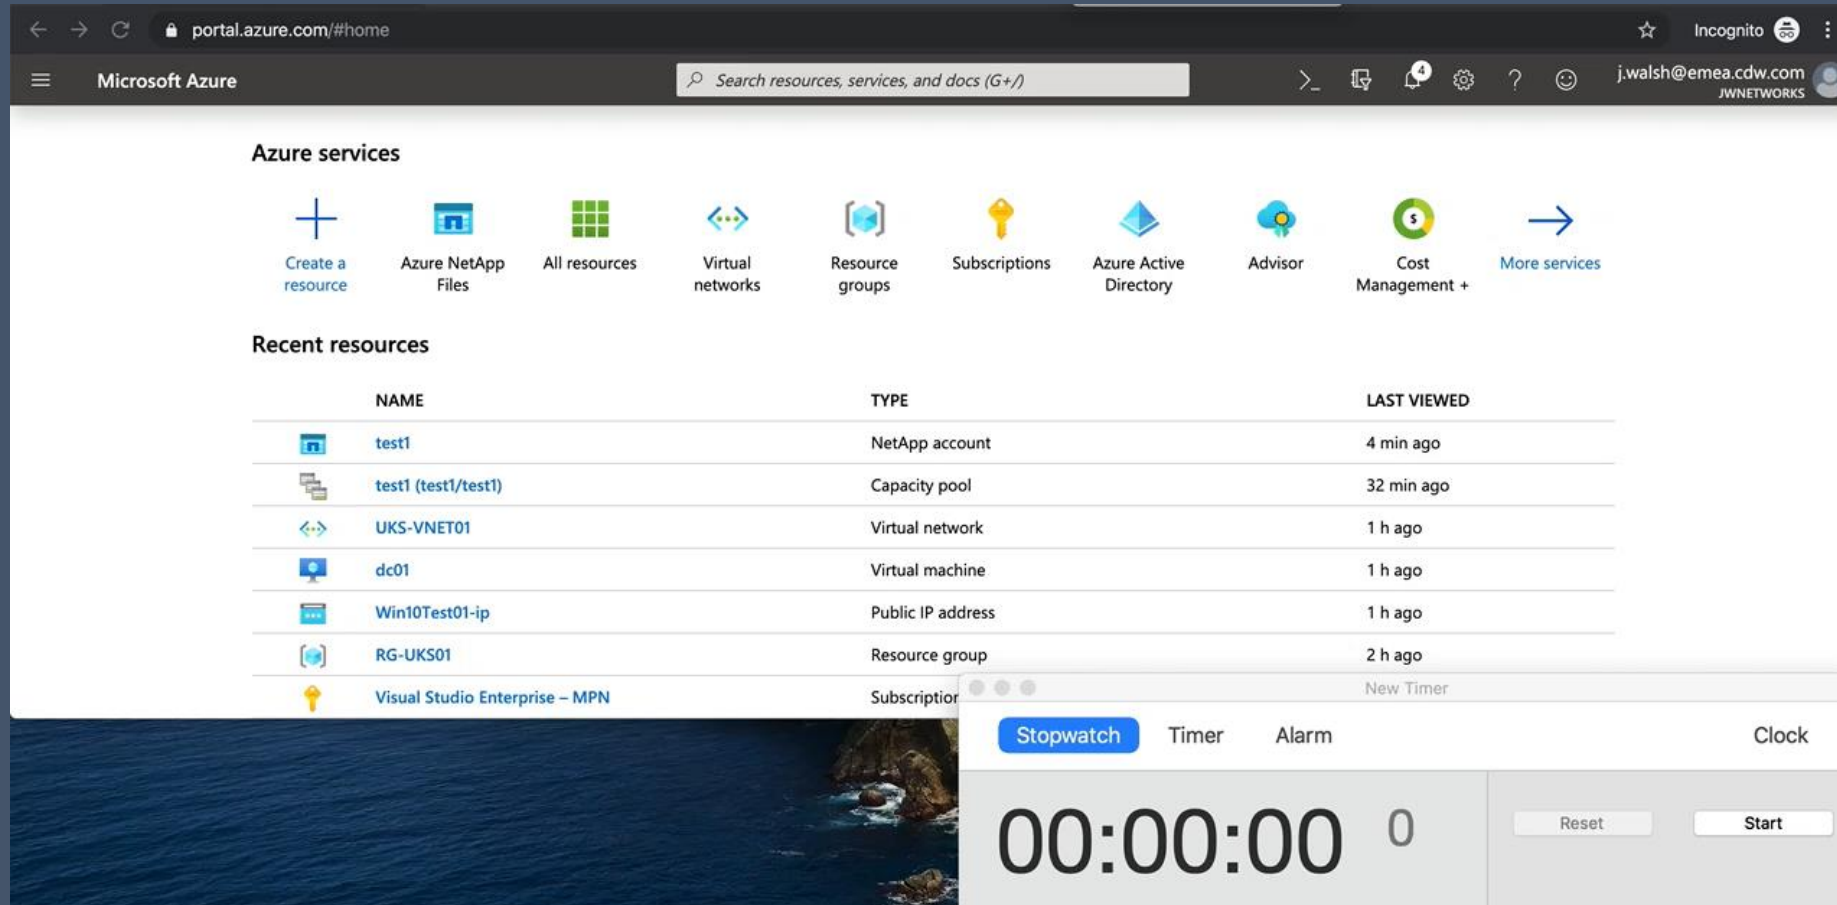 portal.azure.com/#home
Incognito
Microsoft Azure
Search resources, services, and docs (G+/)
4
j.walsh@emea.cdw.com
JWNETWORKS
Azure services
Create a resource
Azure NetApp Files
All resources
Virtual networks
Resource groups
Subscriptions
Azure Active Directory
Advisor
Cost Management +
More services
Recent resources
NAME TYPE LAST VIEWED
test1 NetApp account 4 min ago
test1 (test1/test1) Capacity pool 32 min ago
UKS-VNET01 Virtual network 1 h ago
dc01 Virtual machine 1 h ago
Win10Test01-ip Public IP address 1 h ago
RG-UKS01 Resource group 2 h ago
Visual Studio Enterprise – MPN Subscription
New Timer
Stopwatch Timer Alarm Clock
00:00:00 0
Reset Start